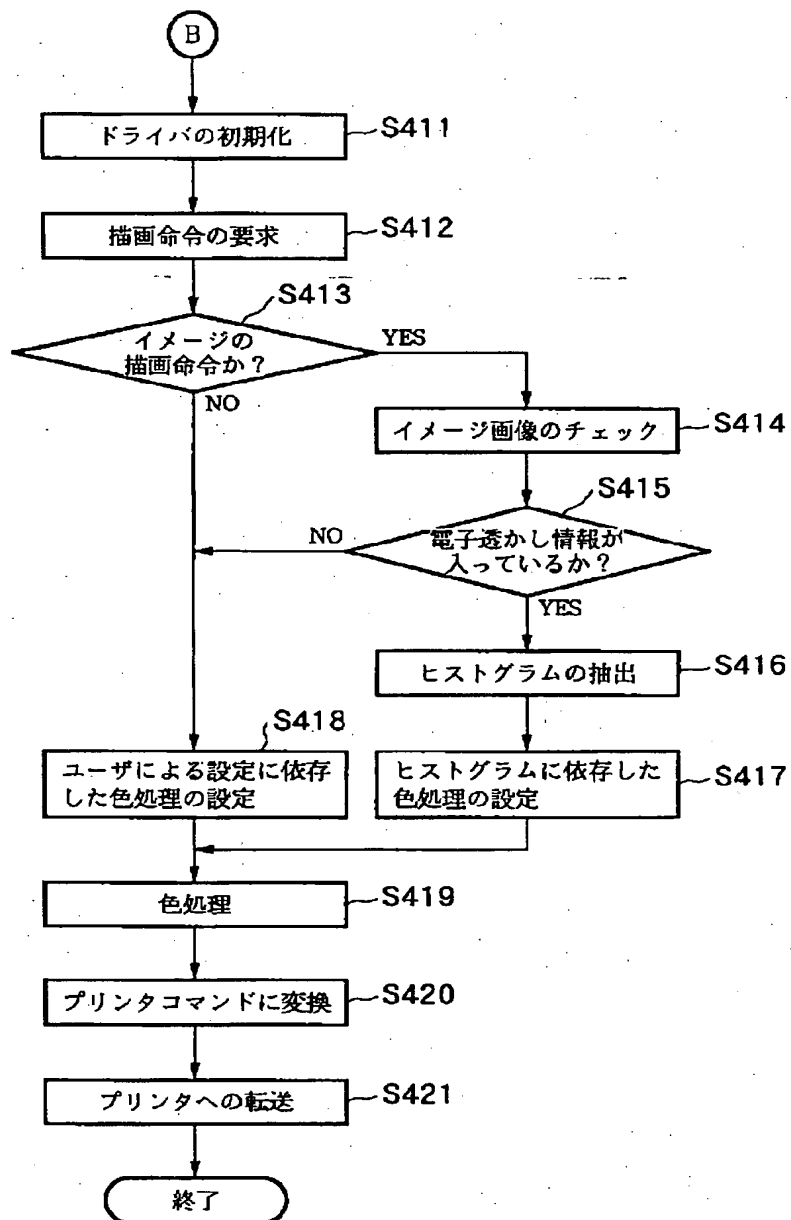 B
ドライバの初期化
S411
描画命令の要求
S412
S413
イメージの
描画命令か?
YES
NO
イメージ画像のチェック
S414
S415
電子透かし情報が
入っているか?
NO
YES
ヒストグラムの抽出
S416
S418
ユーザによる設定に依存
した色処理の設定
ヒストグラムに依存した
色処理の設定
S417
色処理
S419
プリンタコマンドに変換
S420
プリンタへの転送
S421
終了